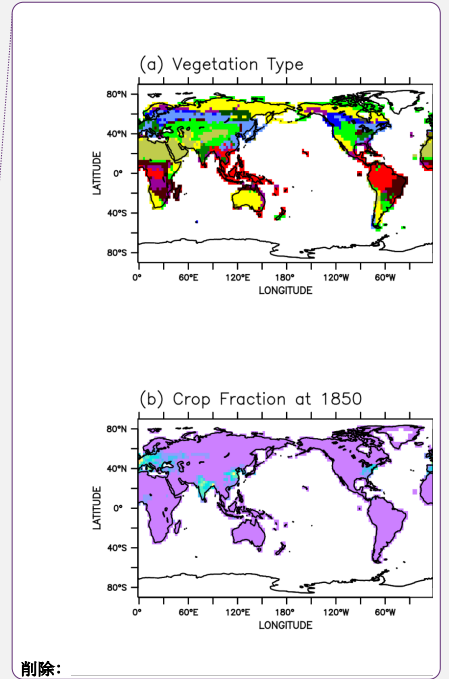 (a) Vegetation Type
80°N
40°N
0°
40°S
80°S
LATITUDE
0° 60°E 120°E 180° 120°W 60°W
LONGITUDE
(b) Crop Fraction at 1850
80°N
40°N
0°
40°S
80°S
LATITUDE
0° 60°E 120°E 180° 120°W 60°W
LONGITUDE
削除: